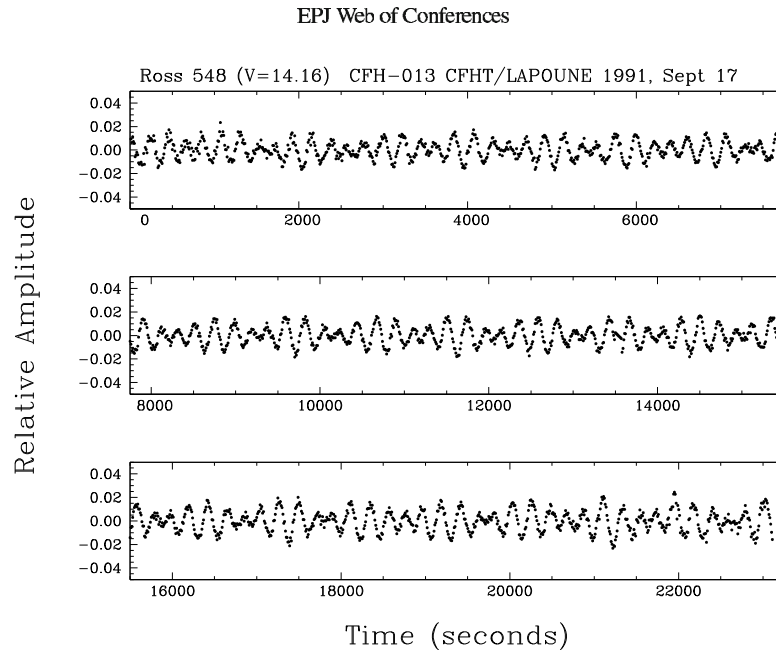 EPJ Web of Conferences
Ross 548 (V=14.16) CFH-013 CFHT/LAPOUNE 1991, Sept 17
Relative Amplitude
0.04
0.02
0.00
−0.02
−0.04
0 2000 4000 6000
0.04
0.02
0.00
−0.02
−0.04
8000 10000 12000 14000
0.04
0.02
0.00
−0.02
−0.04
16000 18000 20000 22000
Time (seconds)